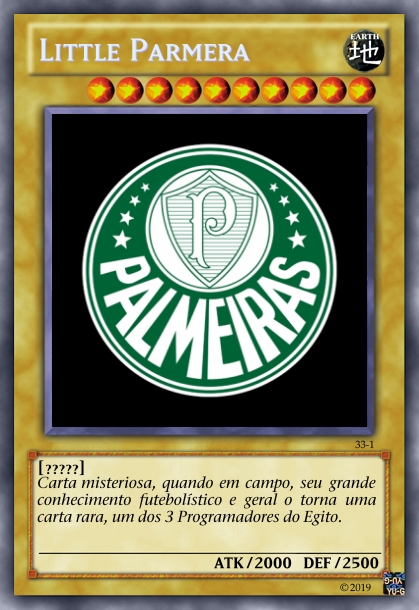 LITTLE PARMERA
EARTH
地
P
PALMEIRAS
33-1
[?????]
Carta misteriosa, quando em campo, seu grande
conhecimento futebolístico e geral o torna uma
carta rara, um dos 3 Programadores do Egito.
ATK/2000 DEF/2500
©2019